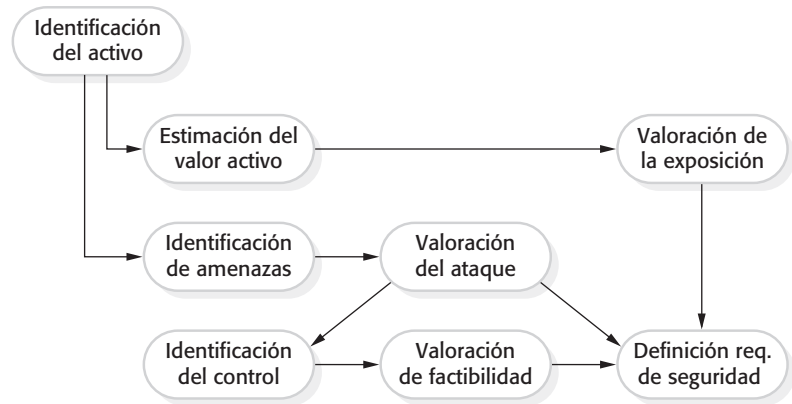 Identificación
del activo
Estimación del
valor activo
Valoración de
la exposición
Identificación
de amenazas
Valoración
del ataque
Identificación
del control
Valoración
de factibilidad
Definición req.
de seguridad